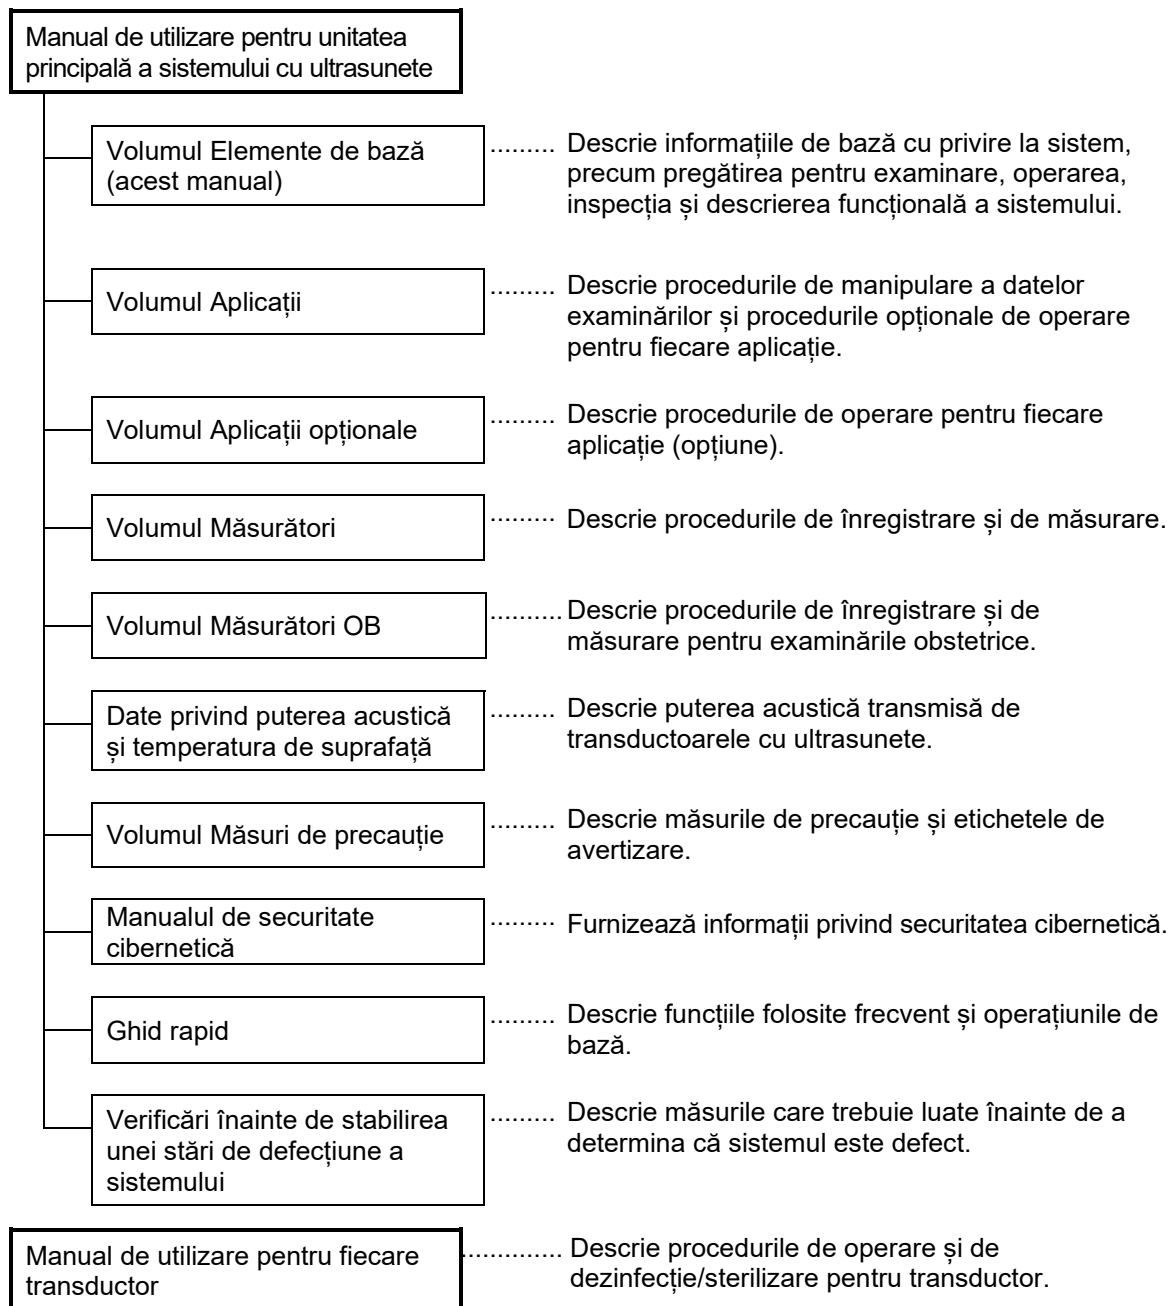 Manual de utilizare pentru unitatea
principală a sistemului cu ultrasunete
Volumul Elemente de bază
(acest manual)
......... Descrie informațiile de bază cu privire la sistem,
precum pregătirea pentru examinare, operarea,
inspecția și descrierea funcțională a sistemului.
Volumul Aplicații
......... Descrie procedurile de manipulare a datelor
examinărilor și procedurile opționale de operare
pentru fiecare aplicație.
Volumul Aplicații opționale
......... Descrie procedurile de operare pentru fiecare
aplicație (opțiune).
Volumul Măsurători
......... Descrie procedurile de înregistrare și de măsurare.
Volumul Măsurători OB
.......... Descrie procedurile de înregistrare și de
măsurare pentru examinările obstetrice.
Date privind puterea acustică
și temperatura de suprafață
......... Descrie puterea acustică transmisă de
transductoarele cu ultrasunete.
Volumul Măsuri de precauție
......... Descrie măsurile de precauție și etichetele de
avertizare.
Manualul de securitate
cibernetică
......... Furnizează informații privind securitatea cibernetică.
Ghid rapid
......... Descrie funcțiile folosite frecvent și operațiunile de
bază.
Verificări înainte de stabilirea
unei stări de defecțiune a
sistemului
......... Descrie măsurile care trebuie luate înainte de a
determina că sistemul este defect.
Manual de utilizare pentru fiecare
transductor
.............. Descrie procedurile de operare și de
dezinfecție/sterilizare pentru transductor.